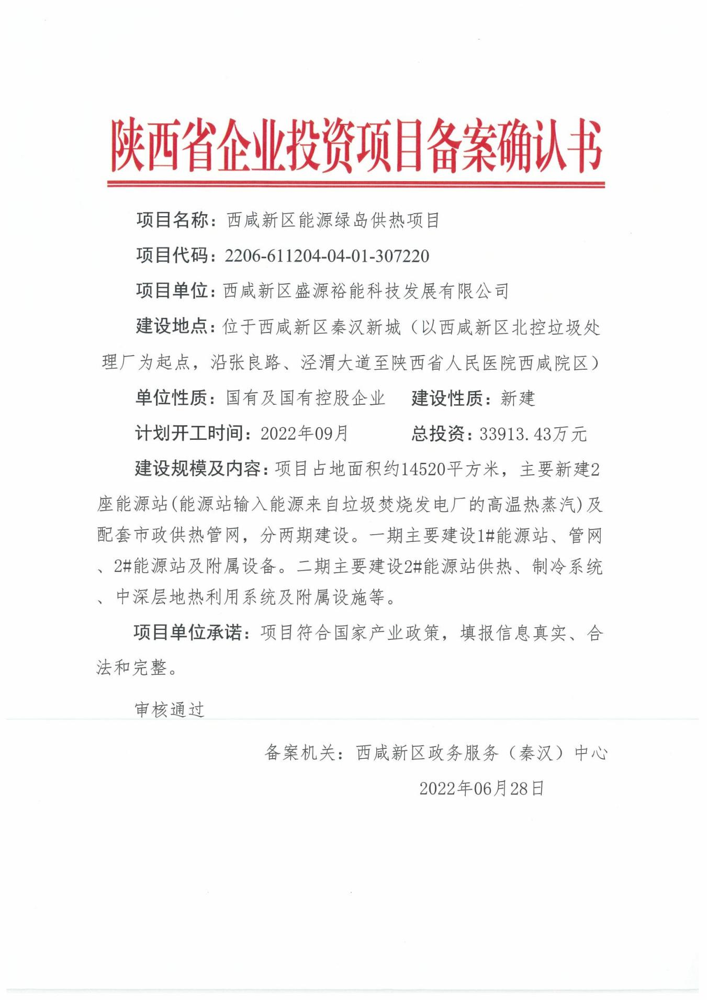 陕西省企业投资项目备案确认书
项目名称：西咸新区能源绿岛供热项目
项目代码：2206-611204-04-01-307220
项目单位：西咸新区盛源裕能科技发展有限公司
建设地点：位于西咸新区秦汉新城（以西咸新区北控垃圾处
理厂为起点，沿张良路、泾渭大道至陕西省人民医院西咸院区）
单位性质：国有及国有控股企业 建设性质：新建
计划开工时间：2022年09月 总投资：33913.43万元
建设规模及内容：项目占地面积约14520平方米，主要新建2
座能源站(能源站输入能源来自垃圾焚烧发电厂的高温热蒸汽)及
配套市政供热管网，分两期建设。一期主要建设1#能源站、管网
、2#能源站及附属设备。二期主要建设2#能源站供热、制冷系统
、中深层地热利用系统及附属设施等。
项目单位承诺：项目符合国家产业政策，填报信息真实、合
法和完整。
审核通过
备案机关：西咸新区政务服务（秦汉）中心
2022年06月28日